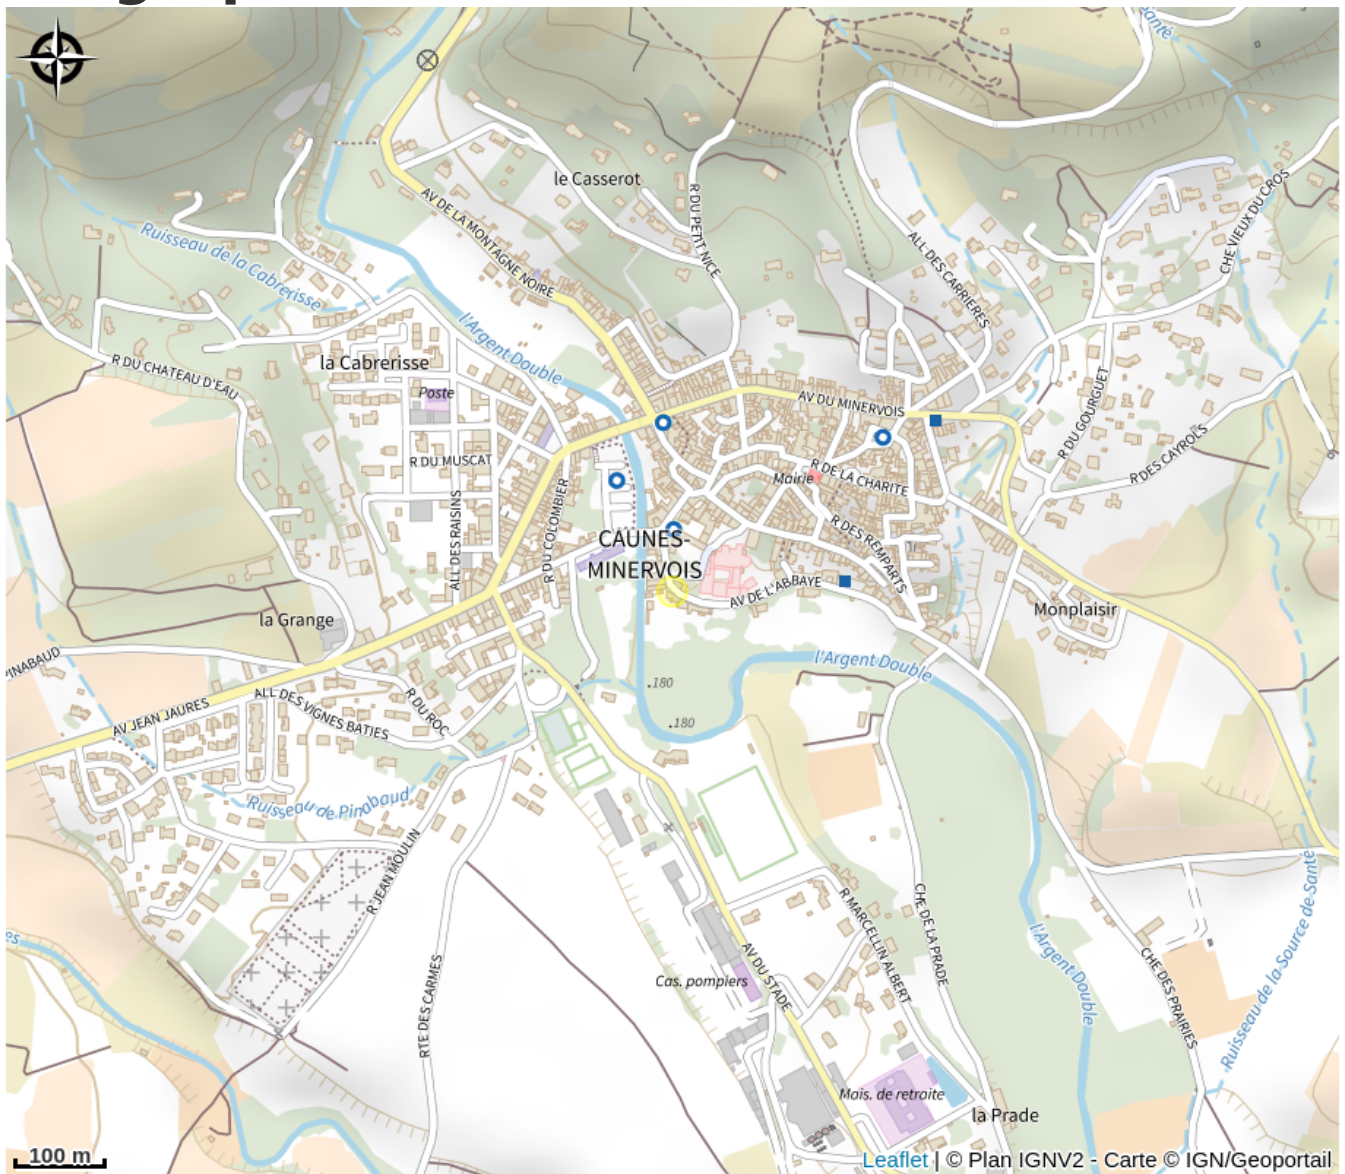 Santé
le Casserot
R DU PETIT NICE
AV DE LA MONTAGNE NOIRE
CHE VIEUX DU CROS
Ruisseau de la Cabrerisse
ALL DES CARRIERES
l'Argent Double
la Cabrerisse
R DU CHATEAU D'EAU
Poste
AV DU MINERVOIS
R DU GOURGUET
R DU MUSCAT
R DES CAYROLS
Mairie
R DE LA CHARITE
ALL DES RAISINS
R DU COLOMBIER
CAUNES-
MINERVOIS
R DES REMPARTS
AV DE L'ABBAYE
Monplaisir
la Grange
PINABAUD
l'Argent Double
.180
.180
ALL DES VIGNES BATIES
R DU ROC
AV JEAN JAURES
Ruisseau de Pinabaud
R JEAN MOULIN
R MARCELLIN ALBERT
CHE DE LA PRADE
Ruisseau de la Source de Santé
es
l'Argent Double
CHE DES PRAIRIES
AV DU STADE
Cas. pompiers
RTE DES CARMES
Mais. de retraite
la Prade
100 m
Leaflet | © Plan IGNV2 - Carte © IGN/Geoportail